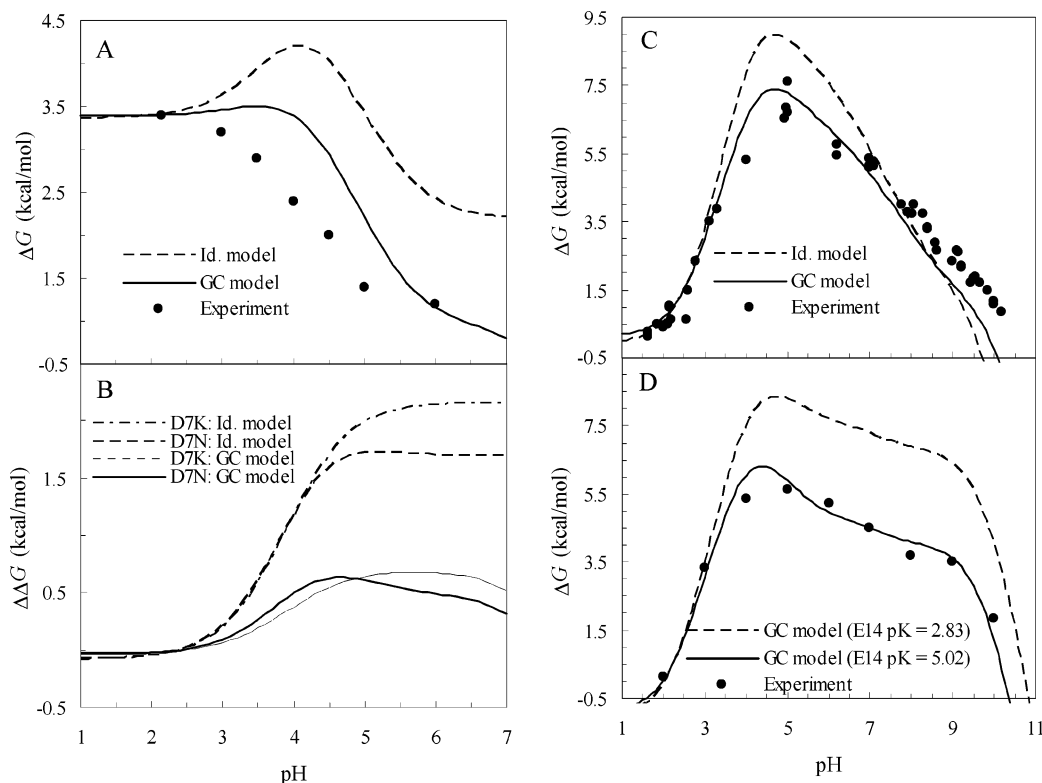 A
4.5
3.5
2.5
1.5
-0.5
ΔG (kcal/mol)
Id. model
GC model
Experiment
B
D7K: Id. model
D7N: Id. model
D7K: GC model
D7N: GC model
1.5
0.5
-0.5
ΔΔG (kcal/mol)
1 2 3 4 5 6 7
pH
C
9.5
7.5
5.5
3.5
1.5
-0.5
ΔG (kcal/mol)
Id. model
GC model
Experiment
D
7.5
5.5
3.5
1.5
-0.5
ΔG (kcal/mol)
GC model (E14 pK = 2.83)
GC model (E14 pK = 5.02)
Experiment
1 3 5 7 9 11
pH